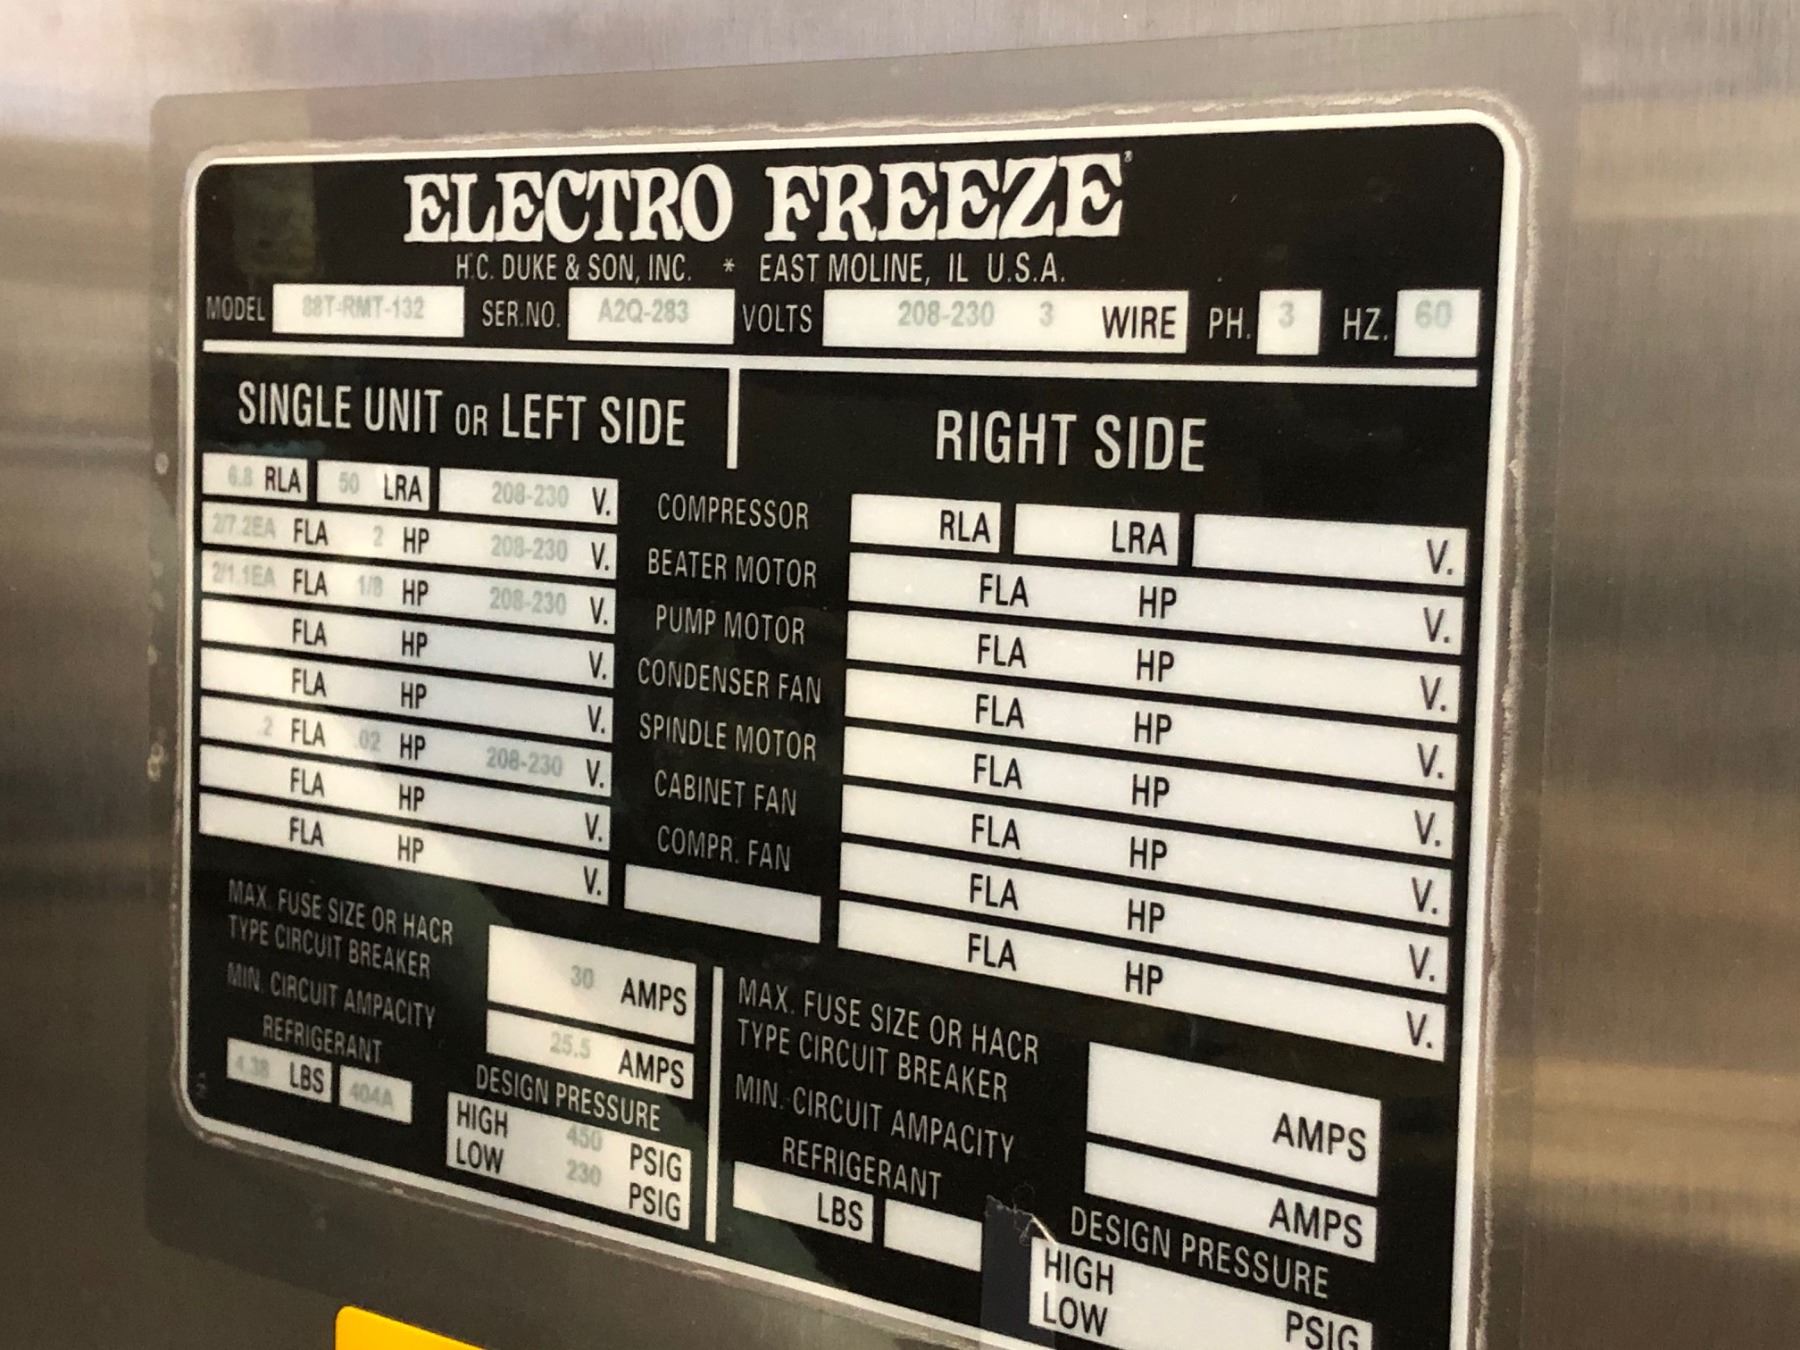 ELECTRO FREEZE
H.C. DUKE & SON, INC. * EAST MOLINE, IL U.S.A.
MODEL 88T-RMT-132 SER.NO. A2Q-283 VOLTS 208-230 3 WIRE PH. 3 HZ. 60
SINGLE UNIT OR LEFT SIDE
RIGHT SIDE
6.8 RLA 50 LRA 208-230 V. COMPRESSOR RLA LRA V.
2/7.2EA FLA 2 HP 208-230 V. BEATER MOTOR FLA HP V.
2/1.1EA FLA 1/8 HP 208-230 V. PUMP MOTOR FLA HP V.
FLA HP V. CONDENSER FAN FLA HP V.
FLA HP V. SPINDLE MOTOR FLA HP V.
.2 FLA .02 HP 208-230 V. CABINET FAN FLA HP V.
FLA HP V. COMPR. FAN FLA HP V.
FLA HP V. FLA HP V.
MAX. FUSE SIZE OR HACR
TYPE CIRCUIT BREAKER 30 AMPS
MIN. CIRCUIT AMPACITY 25.5 AMPS
REFRIGERANT
4.38 LBS 404A
DESIGN PRESSURE
HIGH 450 PSIG
LOW 230 PSIG
MAX. FUSE SIZE OR HACR
TYPE CIRCUIT BREAKER AMPS
MIN. CIRCUIT AMPACITY AMPS
REFRIGERANT
LBS
DESIGN PRESSURE
HIGH PSIG
LOW